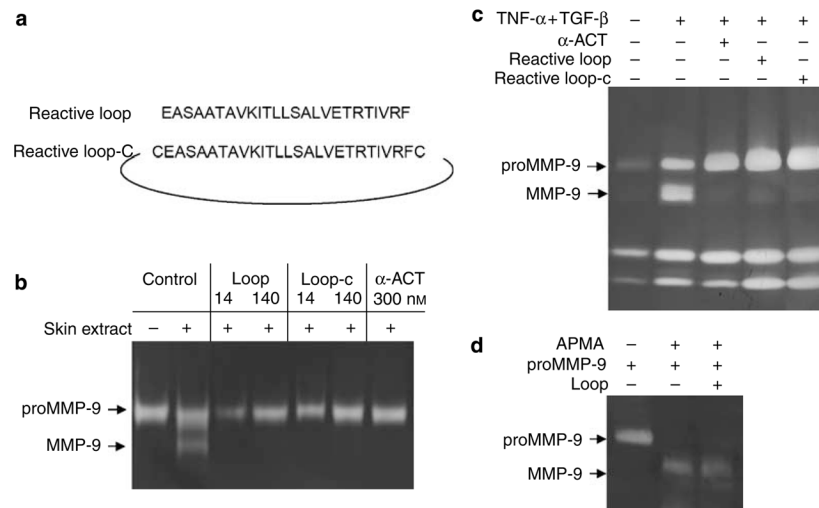 a
Reactive loop EASAATAVKITLLSALVETRTIVRF
Reactive loop-C CEASAATAVKITLLSALVETRTIVRFC
b
Control Loop Loop-c α-ACT
14 140 14 140 300 nM
Skin extract − + + + + + +
proMMP-9
MMP-9
c
TNF-α+TGF-β − + + + +
α-ACT − − + − −
Reactive loop − − − + −
Reactive loop-c − − − − +
proMMP-9
MMP-9
d
APMA − + +
proMMP-9 + + +
Loop − − +
proMMP-9
MMP-9